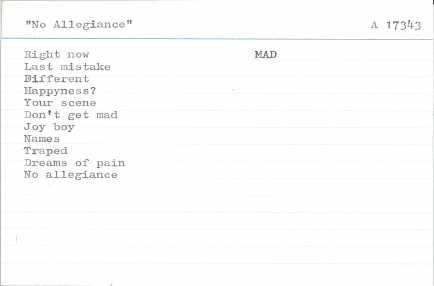 "No Allegiance" A 17343
Right now MAD
Last mistake
Different
Happyness?
Your scene
Don't get mad
Joy boy
Names
Traped
Dreams of pain
No allegiance